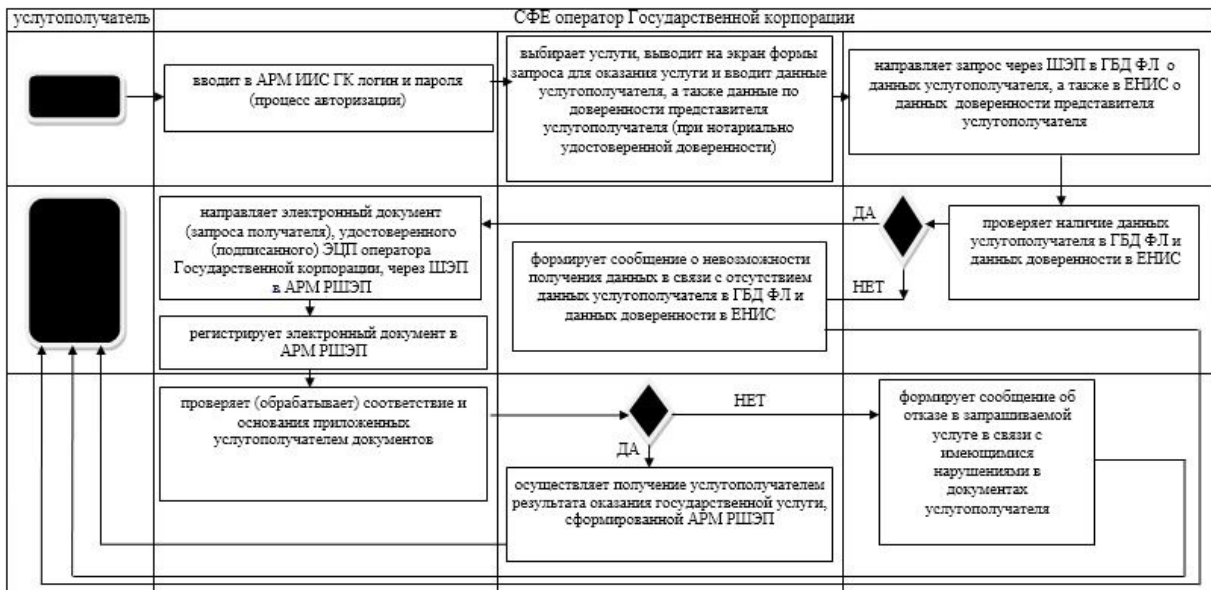 услугополучатель
СФЕ оператор Государственной корпорации
вводит в АРМ ИИС ГК логин и пароля
(процесс авторизации)
выбирает услуги, выводит на экран формы
запроса для оказания услуги и вводит данные
услугополучателя, а также данные по
доверенности представителя
услугополучателя (при нотариально
удостоверенной доверенности)
направляет запрос через ШЭП в ГБД ФЛ о
данных услугополучателя, а также в ЕНИС о
данных доверенности представителя
услугополучателя
направляет электронный документ
(запроса получателя), удостоверенного
(подписанного) ЭЦП оператора
Государственной корпорации, через ШЭП
в АРМ РШЭП
ДА
проверяет наличие данных
услугополучателя в ГБД ФЛ и
данных доверенности в ЕНИС
формирует сообщение о невозможности
получения данных в связи с отсутствием
данных услугополучателя в ГБД ФЛ и
данных доверенности в ЕНИС
НЕТ
регистрирует электронный документ в
АРМ РШЭП
проверяет (обрабатывает) соответствие и
основания приложенных
услугополучателем документов
НЕТ
ДА
формирует сообщение об
отказе в запрашиваемой
услуге в связи с
имеющимися
нарушениями в
документах
услугополучателя
осуществляет получение услугополучателем
результата оказания государственной услуги,
сформированной АРМ РШЭП